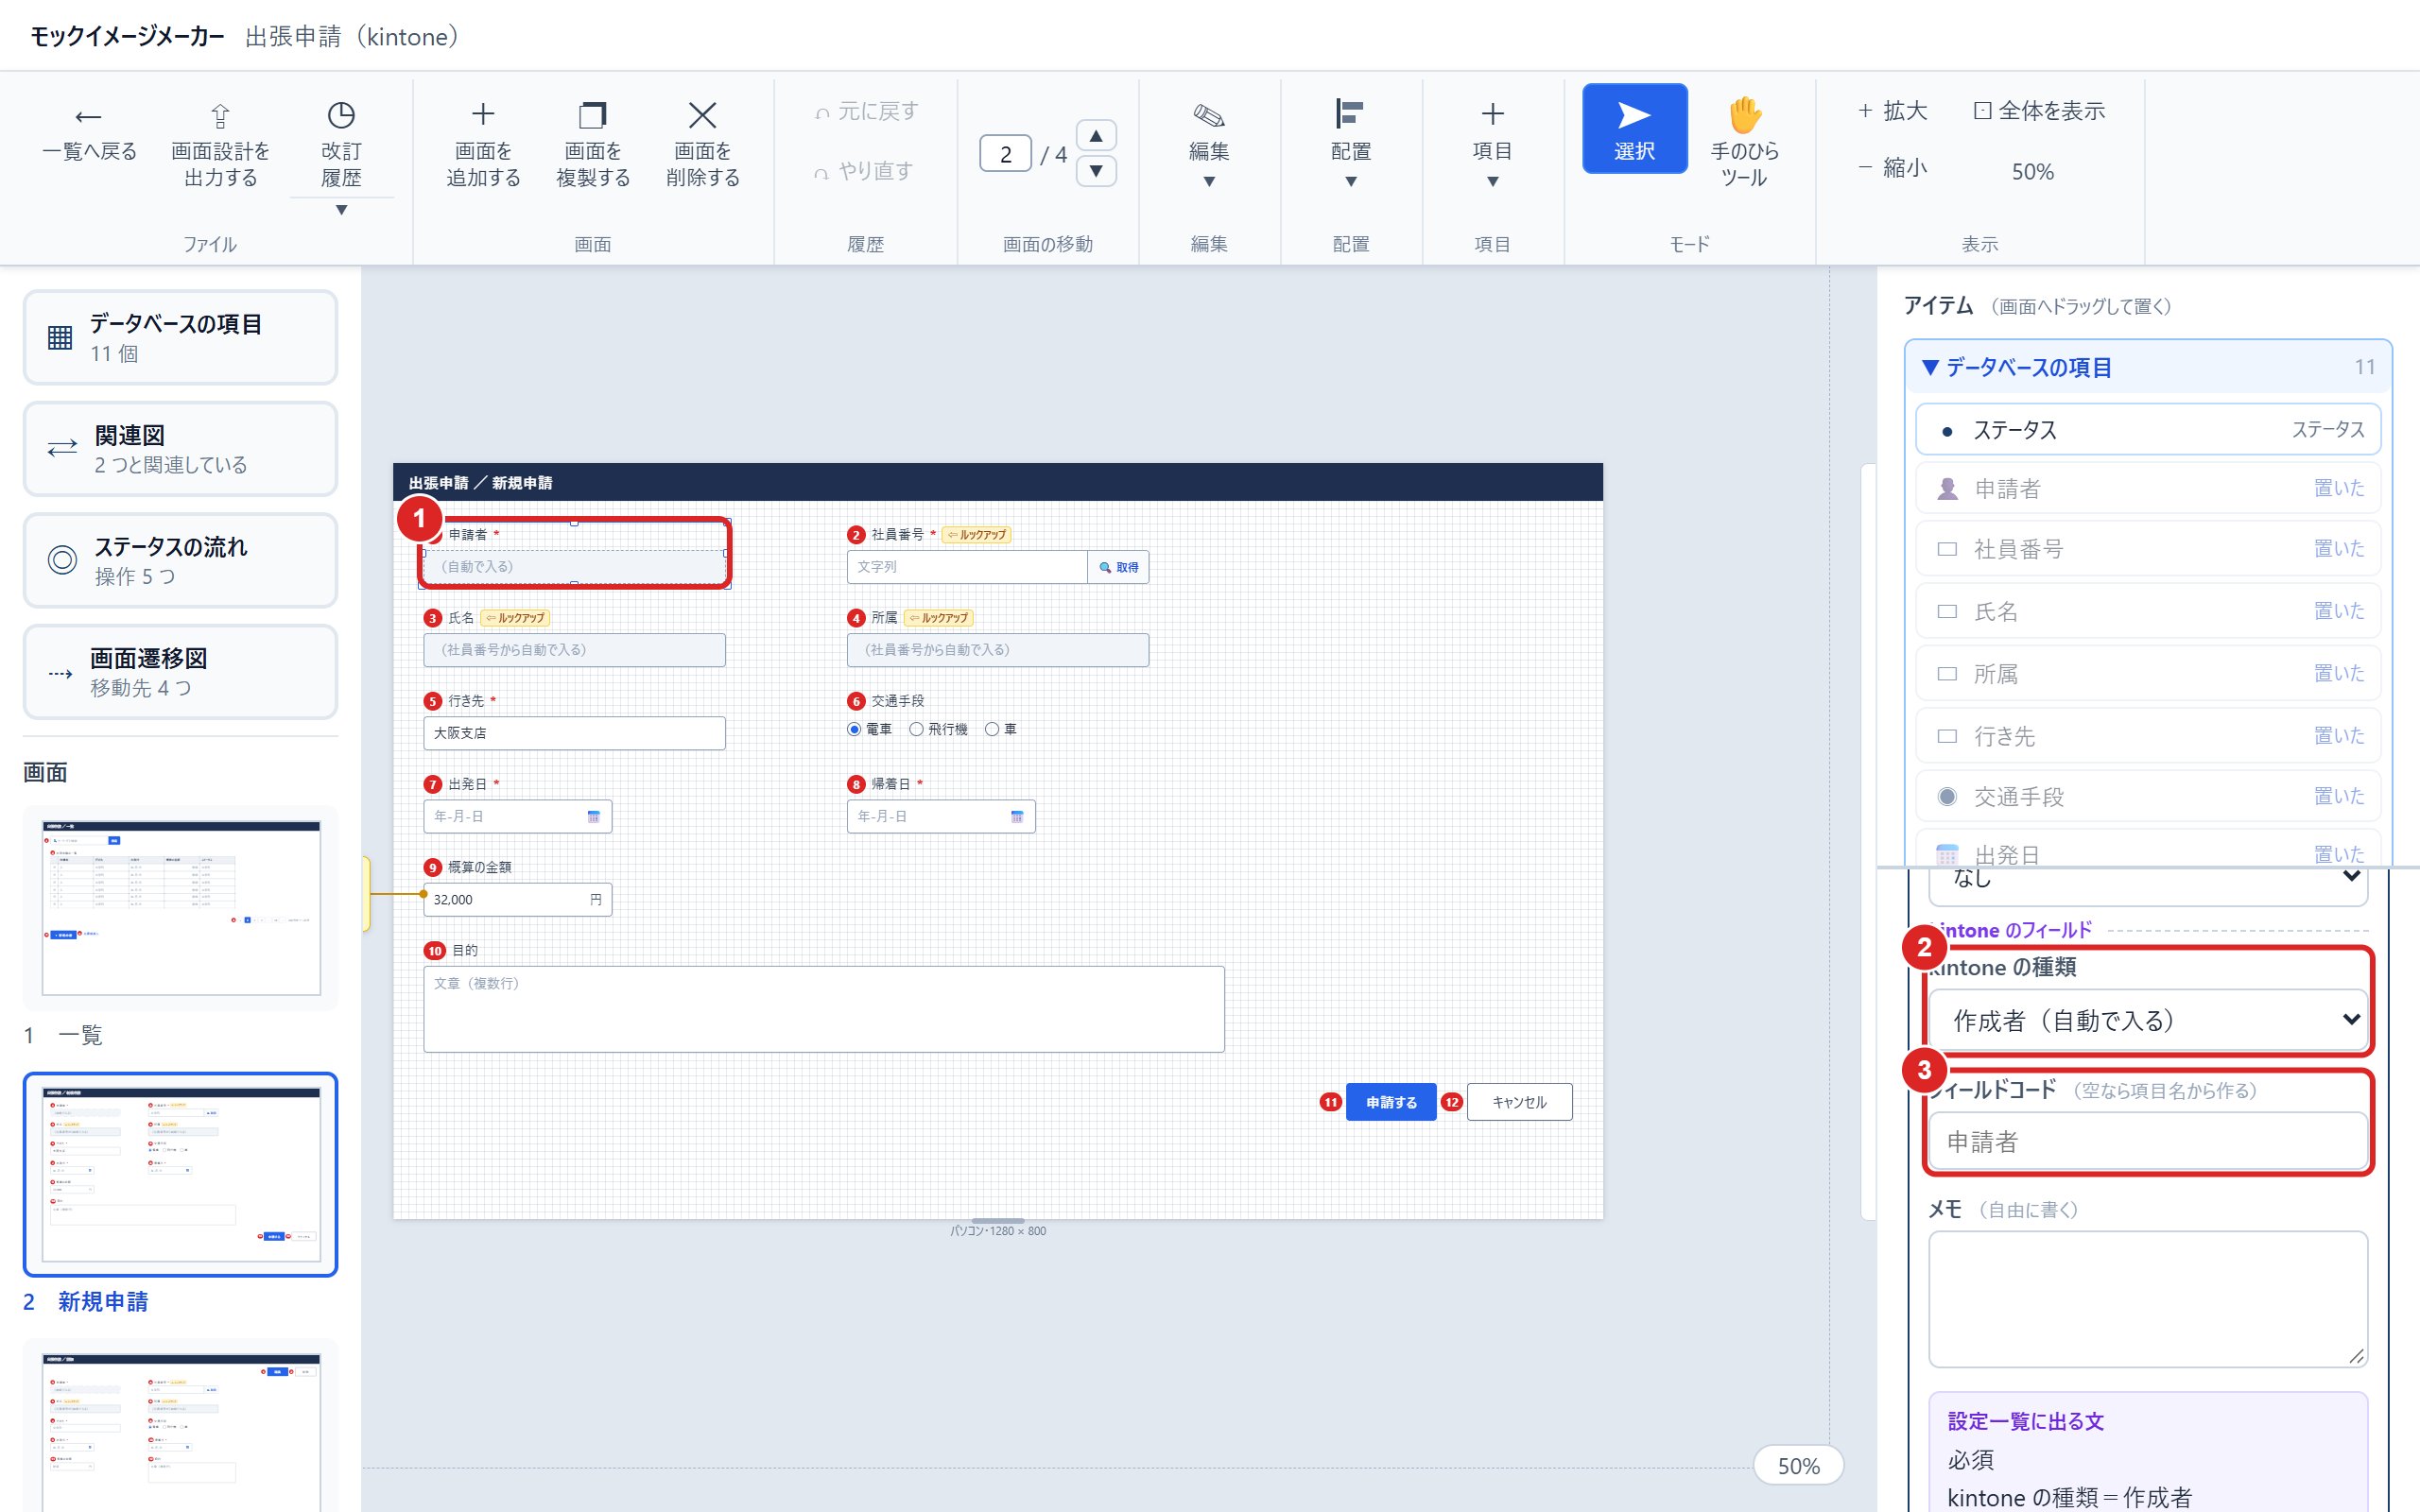 モックイメージメーカー 出張申請（kintone）
← 一覧へ戻る
画面設計を
出力する
改訂
履歴
▼
ファイル
画面を
追加する
画面を
複製する
画面を
削除する
画面
元に戻す
やり直す
履歴
2 / 4
▲
▼
画面の移動
編集
▼
編集
配置
▼
配置
項目
▼
項目
選択
手のひら
ツール
モード
+ 拡大
− 縮小
全体を表示
50%
表示
データベースの項目
11 個
関連図
2 つと関連している
ステータスの流れ
操作 5 つ
画面遷移図
移動先 4 つ
画面
1 一覧
2 新規申請
出張申請 ／ 新規申請
1
申請者 *
（自動で入る）
2 社員番号 * ⇦ ルックアップ
文字列 取得
3 氏名 ⇦ ルックアップ
（社員番号から自動で入る）
4 所属 ⇦ ルックアップ
（社員番号から自動で入る）
5 行き先 *
大阪支店
6 交通手段
電車 飛行機 車
7 出発日 *
年-月-日
8 帰着日 *
年-月-日
9 概算の金額
32,000 円
10 目的
文章（複数行）
11 申請する 12 キャンセル
パソコン・1280 × 800
50%
アイテム （画面へドラッグして置く）
▼ データベースの項目 11
ステータス ステータス
申請者 置いた
社員番号 置いた
氏名 置いた
所属 置いた
行き先 置いた
交通手段 置いた
出発日 置いた
なし
kintone のフィールド
2
kintone の種類
作成者（自動で入る）
3
フィールドコード （空なら項目名から作る）
申請者
メモ （自由に書く）
設定一覧に出る文
必須
kintone の種類＝作成者